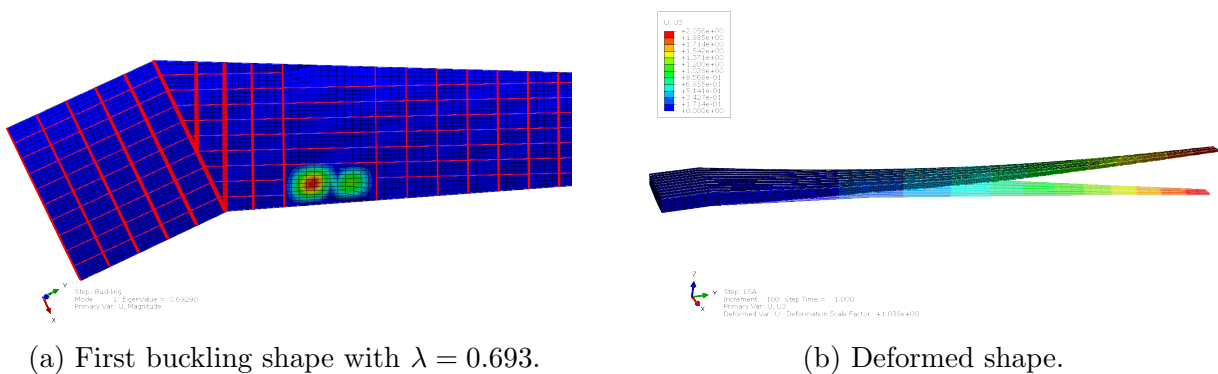 U, U3
+2.056e+00
+1.885e+00
+1.714e+00
+1.542e+00
+1.371e+00
+1.200e+00
+1.028e+00
+8.568e-01
+6.855e-01
+5.141e-01
+3.427e-01
+1.714e-01
+0.000e+00
Y
X
Step: Buckling
Mode 1: EigenValue = 0.69290
Primary Var: U, Magnitude
Z
Y
X
Step: LSA
Increment 100: Step Time = 1.000
Primary Var: U, U3
Deformed Var: U Deformation Scale Factor: +1.038e+00
(a) First buckling shape with λ = 0.693.
(b) Deformed shape.